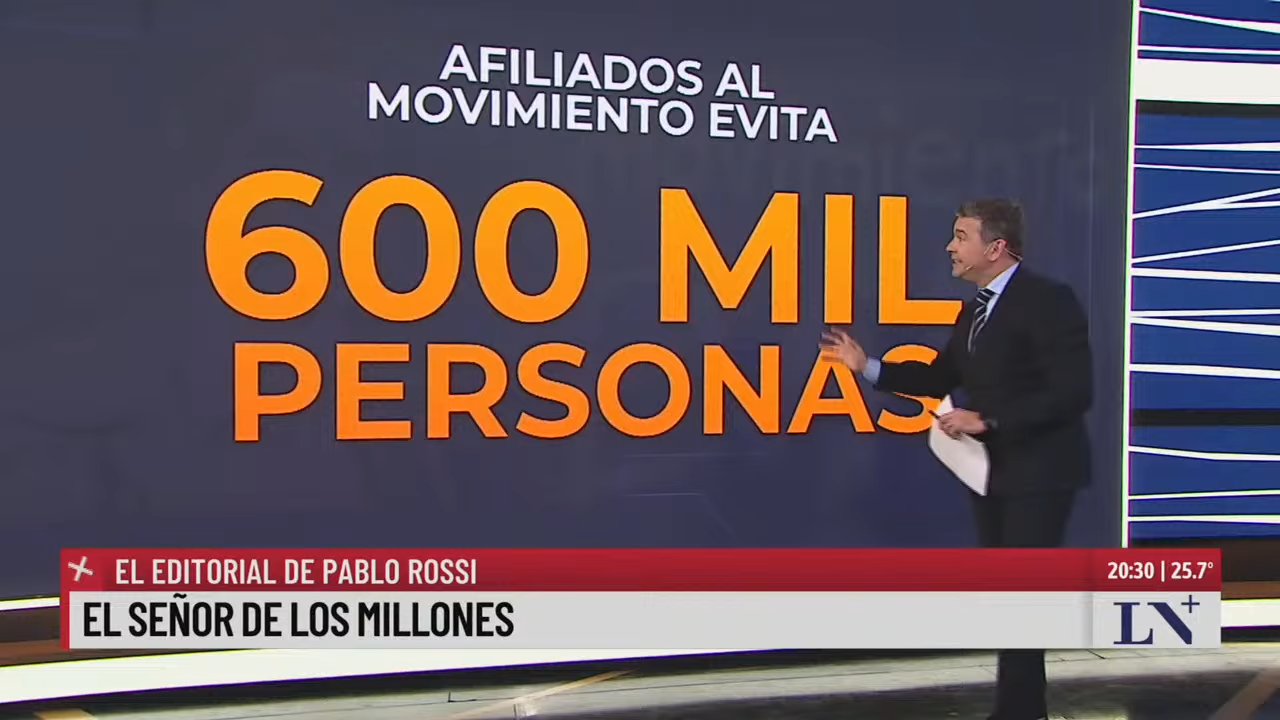 AFILIADOS AL
MOVIMIENTO EVITA
600 MIL
PERSONAS
EL EDITORIAL DE PABLO ROSSI
20:30 | 25.7°
EL SEÑOR DE LOS MILLONES
LN+